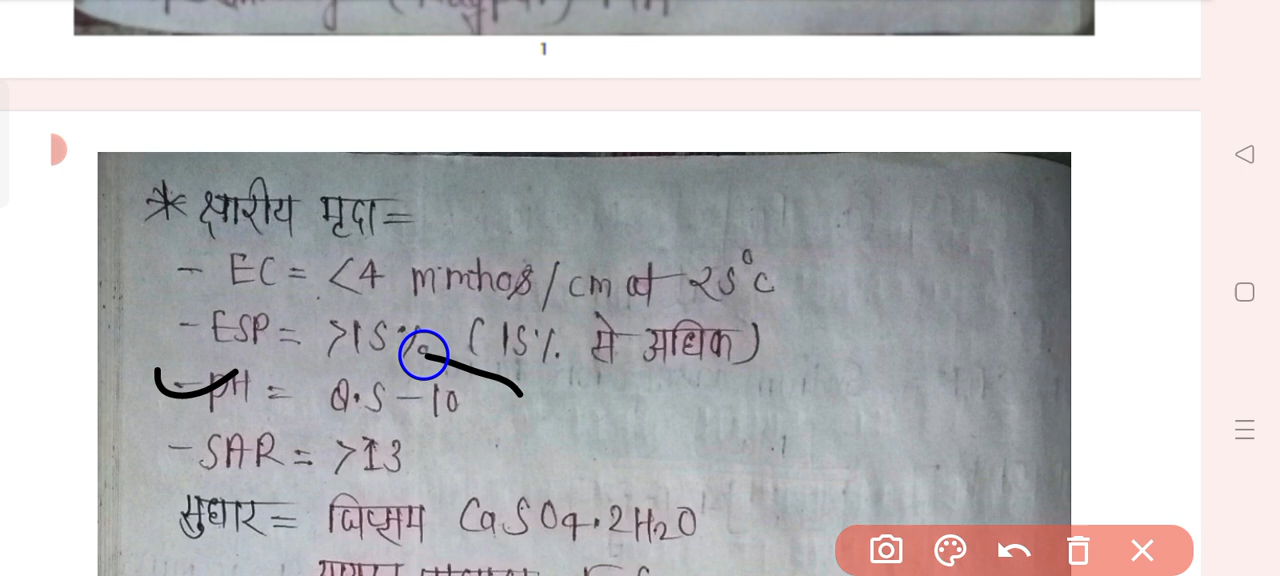 1
* क्षारीय मृदा =
- EC = <4 mmhos/cm at 25°c
- ESP = >15% (15% से अधिक)
- pH = 8.5-10
- SAR = >13
सुधार = जिप्सम CaSO4.2H2O